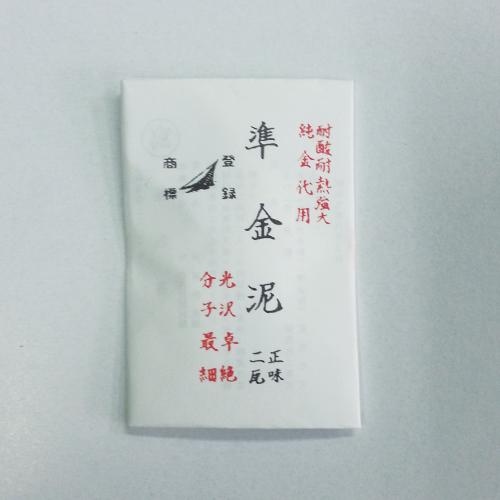 耐酸耐熱強大
純金代用
準金泥
正味
二瓦
登録
商標
光沢卓絶
分子最細